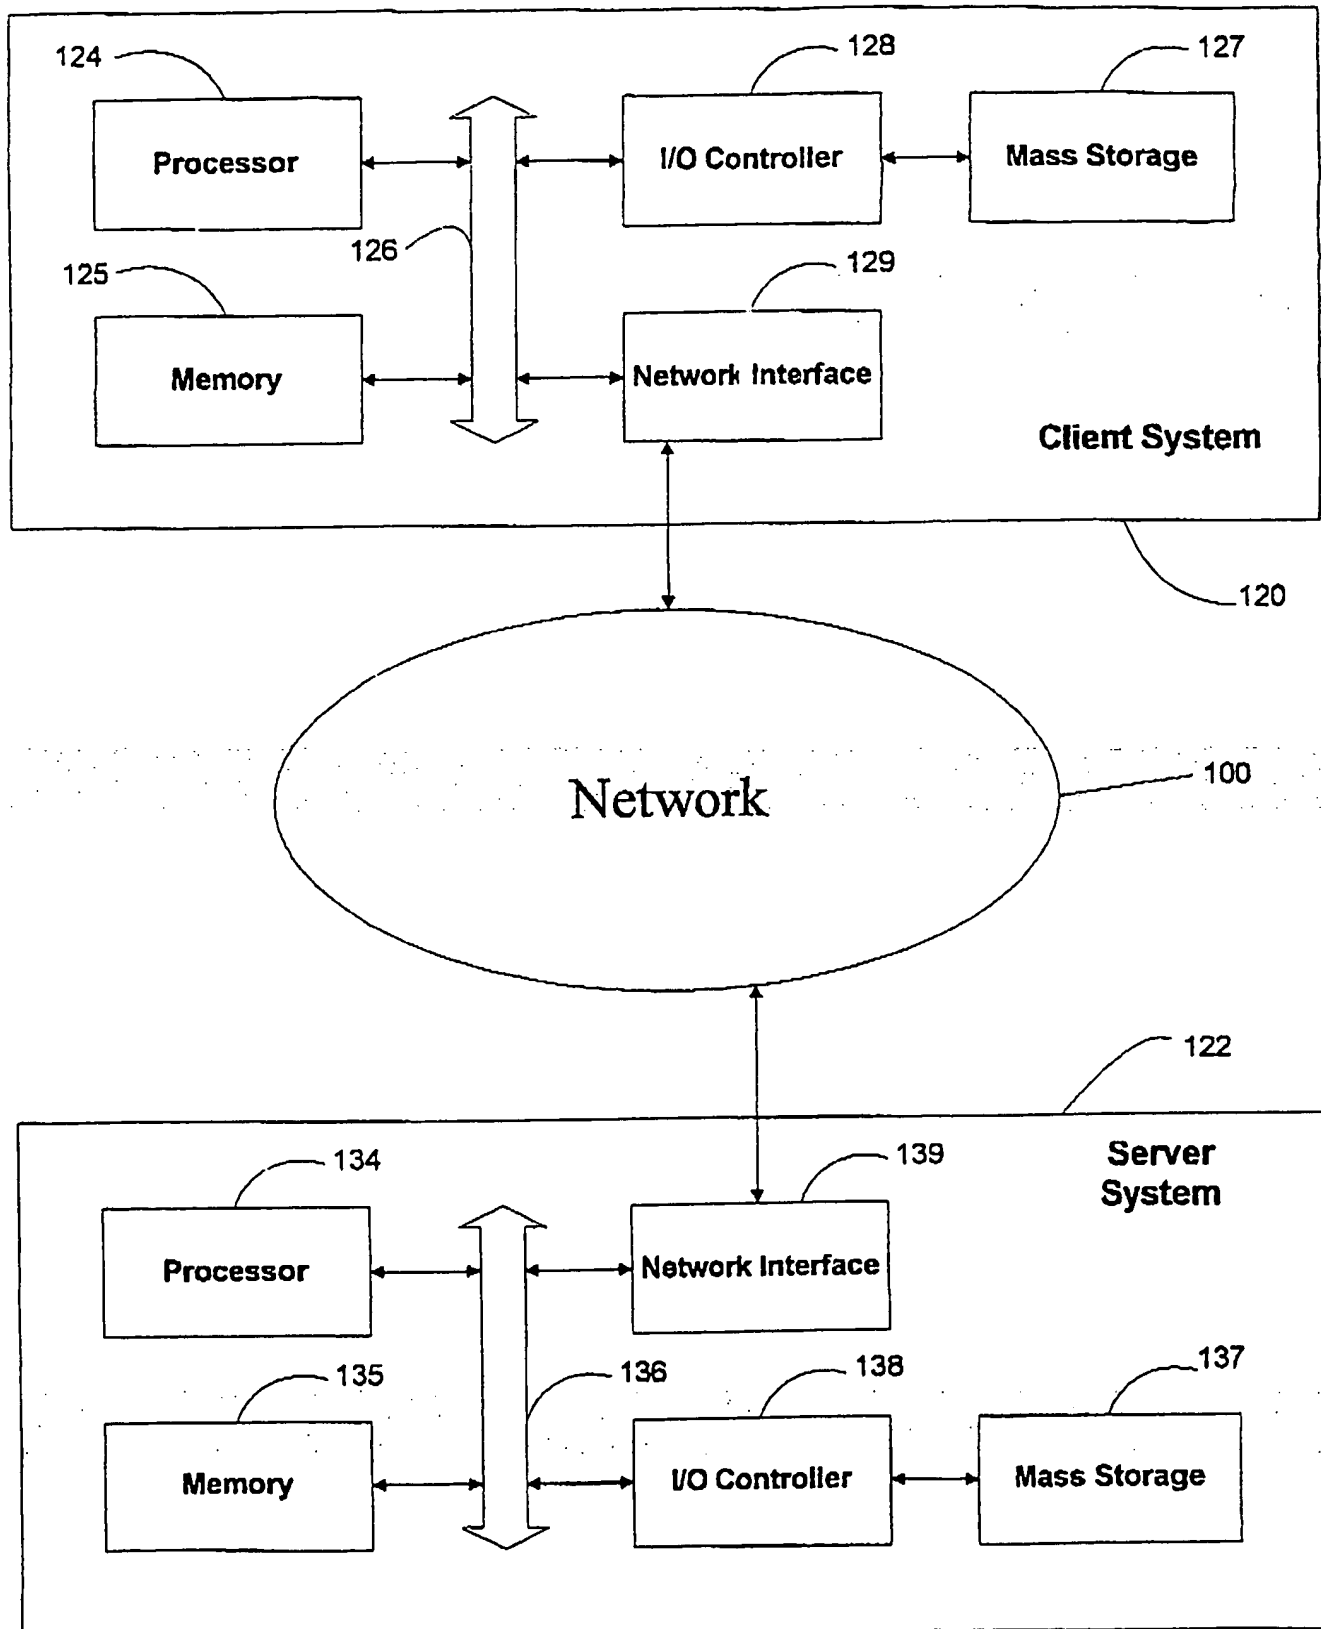 124
128
127
Processor
I/O Controller
Mass Storage
126
125
129
Memory
Network Interface
Client System
120
Network
100
122
Server
System
134
139
Processor
Network Interface
135
136
138
137
Memory
I/O Controller
Mass Storage